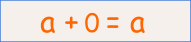 a + 0 = a